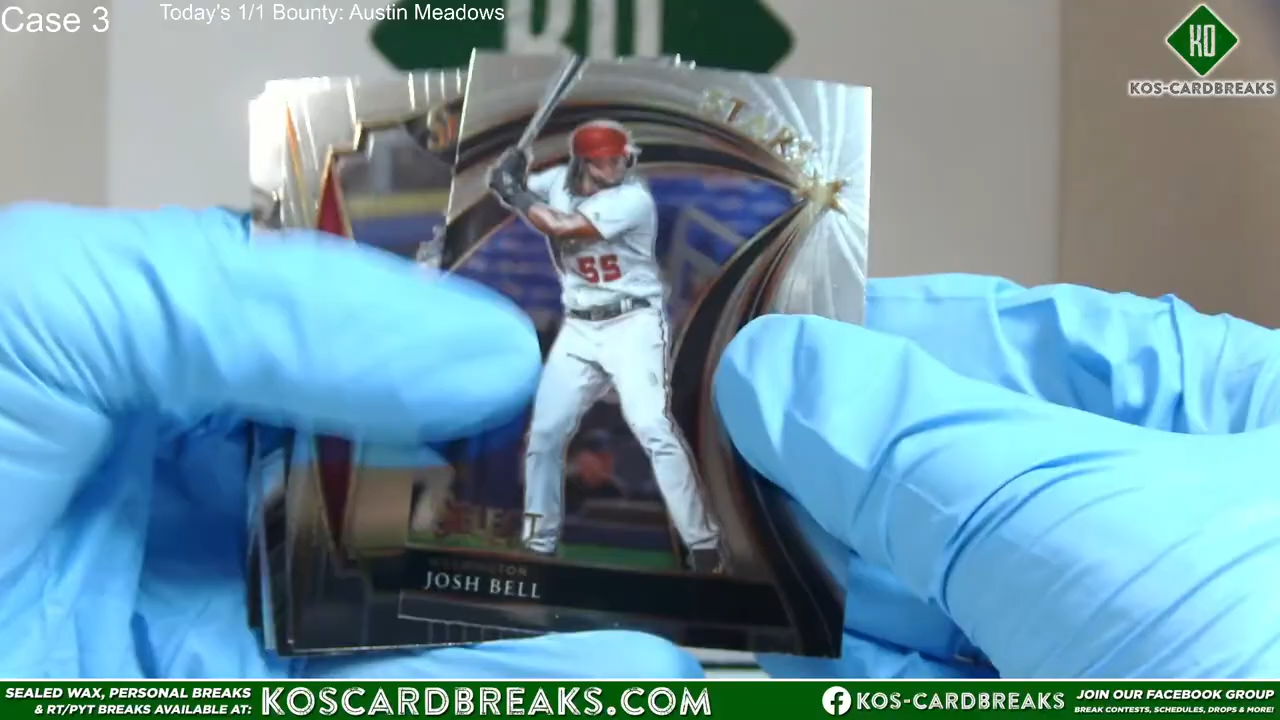 Case 3
Today's 1/1 Bounty: Austin Meadows
KO
KOS-CARDBREAKS
STAR
55
SELECT
WASHINGTON
JOSH BELL
SEALED WAX, PERSONAL BREAKS
& RT/PYT BREAKS AVAILABLE AT:
KOSCARDBREAKS.COM
KOS-CARDBREAKS
JOIN OUR FACEBOOK GROUP
BREAK CONTESTS, SCHEDULES, DROPS & MORE!